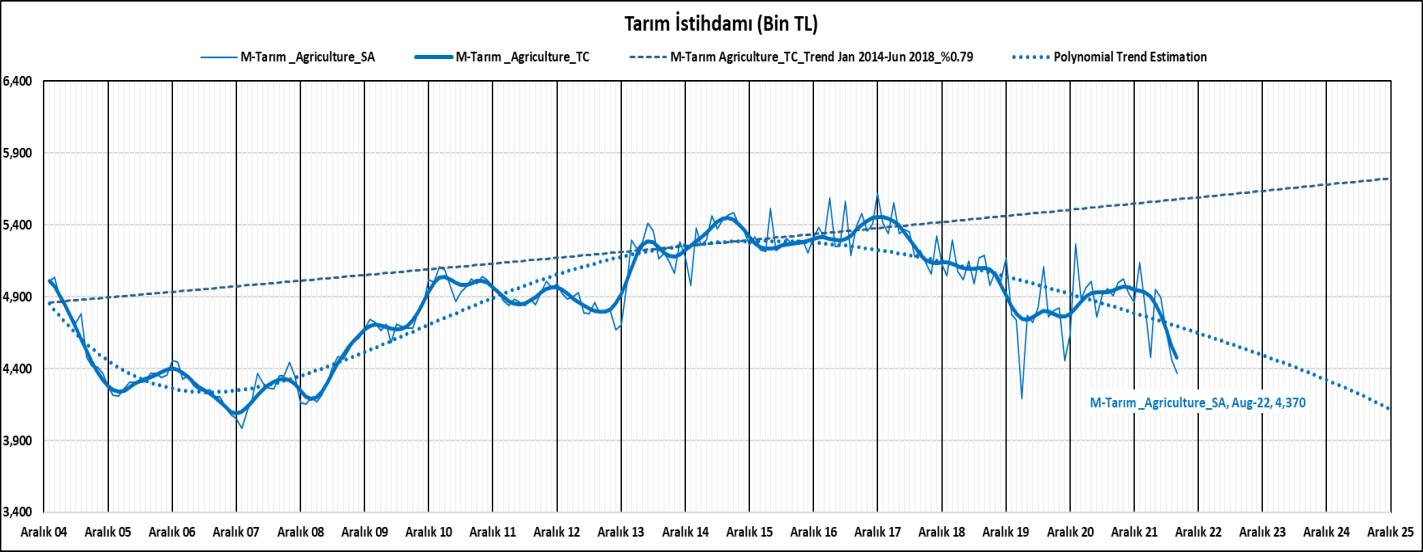 Tarım İstihdamı (Bin TL)
M-Tarım _Agriculture_SA M-Tarım _Agriculture_TC M-Tarım Agriculture_TC_Trend Jan 2014-Jun 2018_%0.79 Polynomial Trend Estimation
6,400
5,900
5,400
4,900
4,400
M-Tarım _Agriculture_SA, Aug-22, 4,370
3,900
3,400
Aralık 04 Aralık 05 Aralık 06 Aralık 07 Aralık 08 Aralık 09 Aralık 10 Aralık 11 Aralık 12 Aralık 13 Aralık 14 Aralık 15 Aralık 16 Aralık 17 Aralık 18 Aralık 19 Aralık 20 Aralık 21 Aralık 22 Aralık 23 Aralık 24 Aralık 25